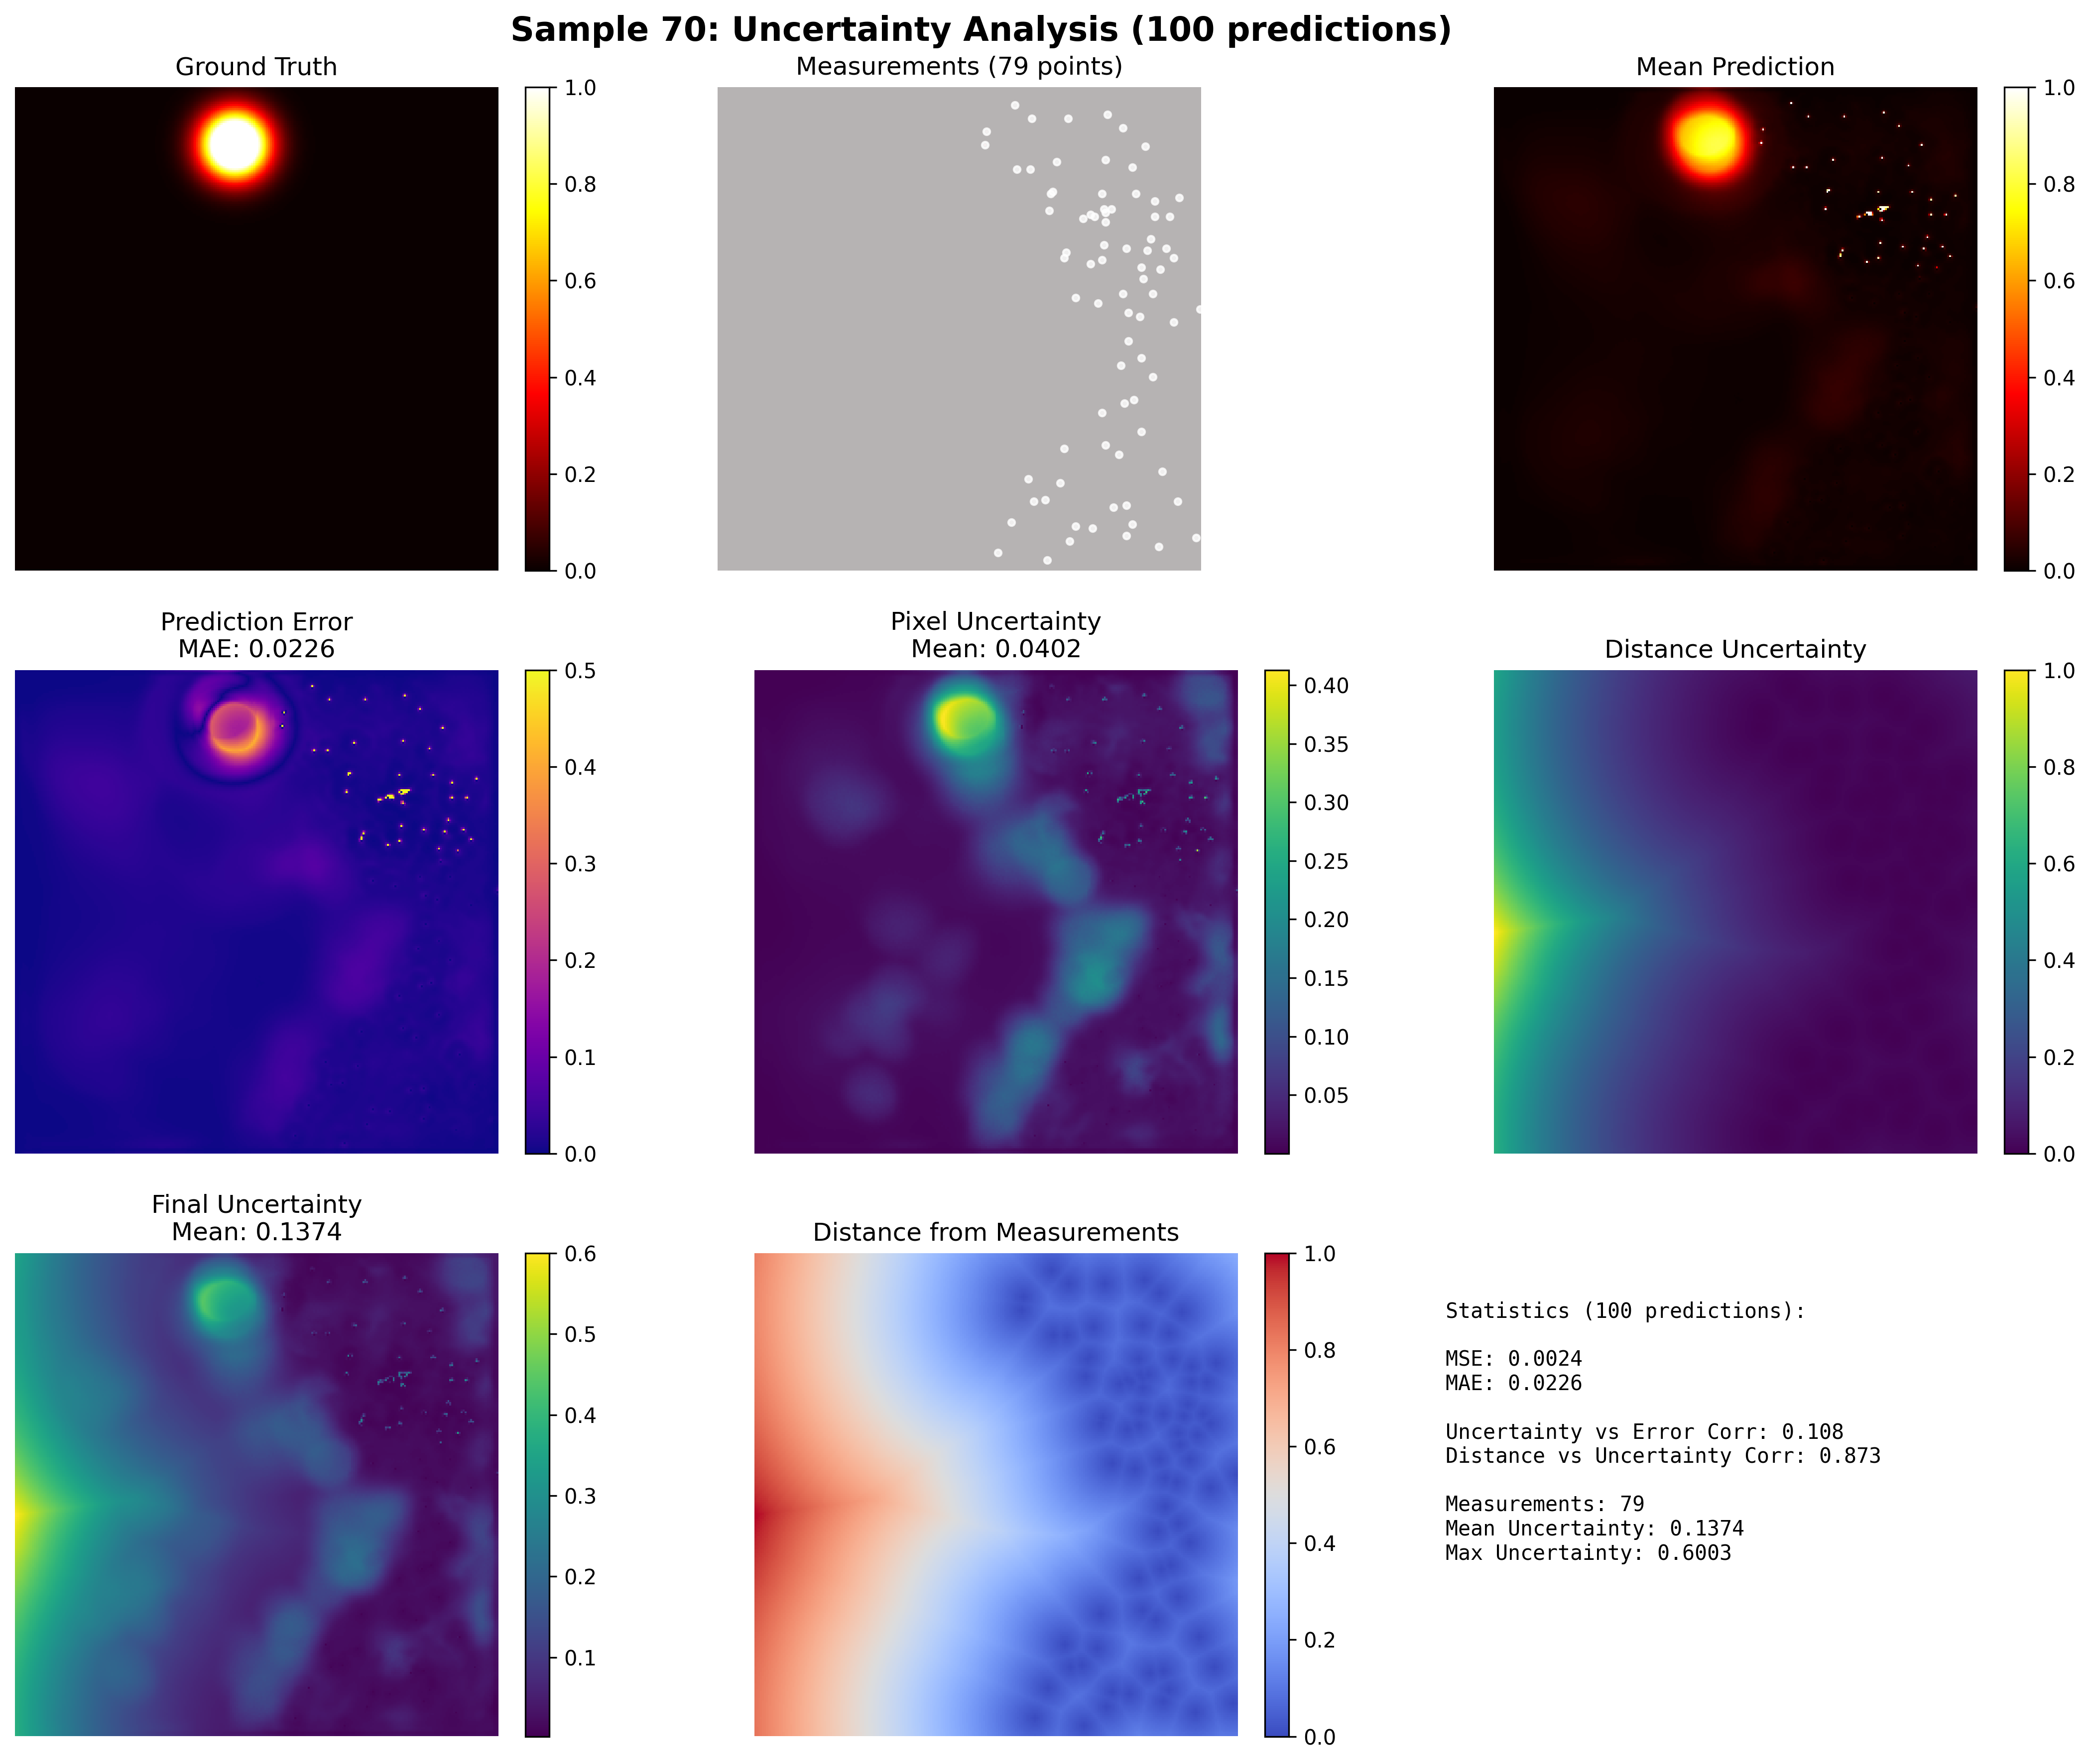 Sample 70: Uncertainty Analysis (100 predictions)
Ground Truth
1.0
0.8
0.6
0.4
0.2
0.0
Measurements (79 points)
Mean Prediction
1.0
0.8
0.6
0.4
0.2
0.0
Prediction Error
MAE: 0.0226
0.5
0.4
0.3
0.2
0.1
0.0
Pixel Uncertainty
Mean: 0.0402
0.40
0.35
0.30
0.25
0.20
0.15
0.10
0.05
Distance Uncertainty
1.0
0.8
0.6
0.4
0.2
0.0
Final Uncertainty
Mean: 0.1374
0.6
0.5
0.4
0.3
0.2
0.1
Distance from Measurements
1.0
0.8
0.6
0.4
0.2
0.0
Statistics (100 predictions):
MSE: 0.0024
MAE: 0.0226
Uncertainty vs Error Corr: 0.108
Distance vs Uncertainty Corr: 0.873
Measurements: 79
Mean Uncertainty: 0.1374
Max Uncertainty: 0.6003